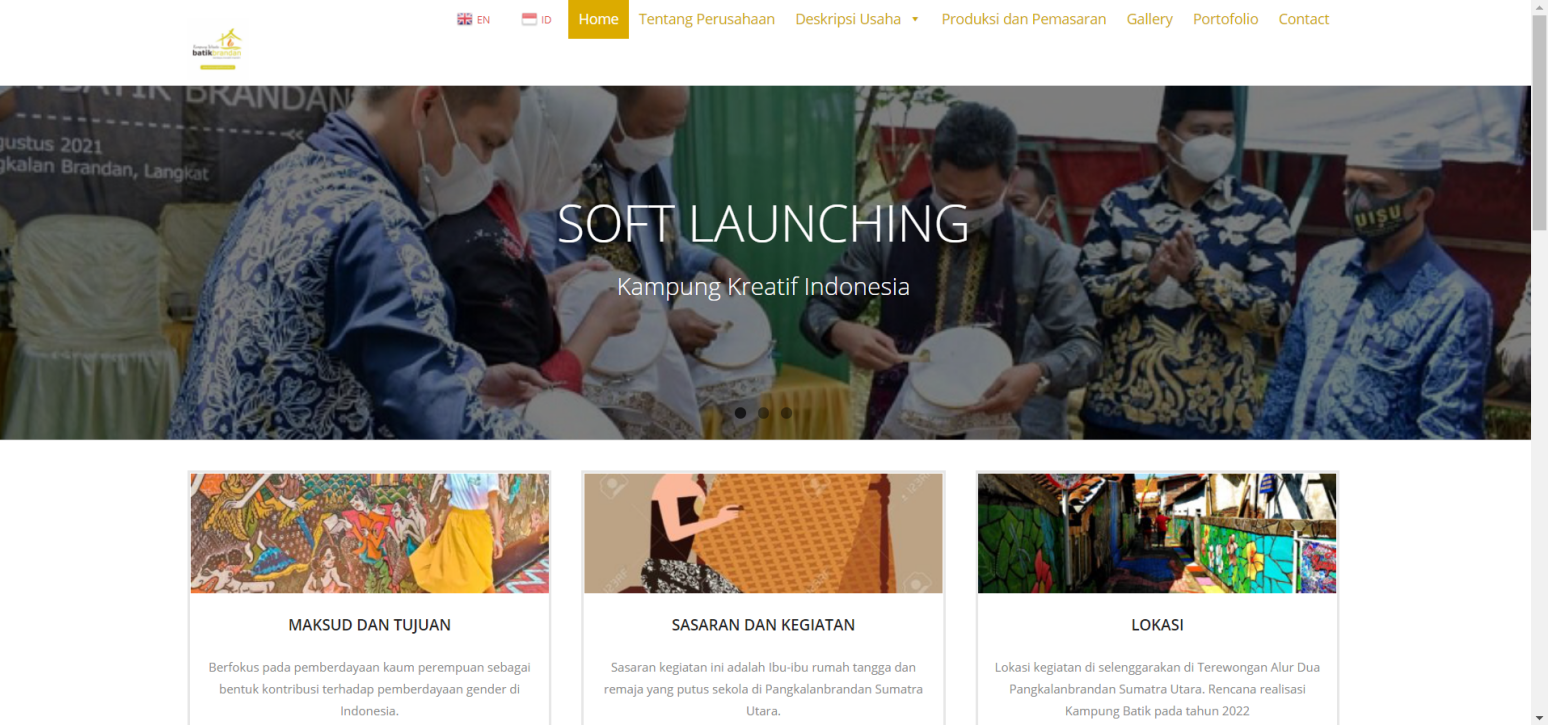 EN
ID
Home
Tentang Perusahaan
Deskripsi Usaha
Produksi dan Pemasaran
Gallery
Portofolio
Contact
batikbrandan
BATIK BRANDAN
gustus 2021
gkalan Brandan, Langkat
UISU
SOFT LAUNCHING
Kampung Kreatif Indonesia
MAKSUD DAN TUJUAN
Berfokus pada pemberdayaan kaum perempuan sebagai
bentuk kontribusi terhadap pemberdayaan gender di
Indonesia.
SASARAN DAN KEGIATAN
Sasaran kegiatan ini adalah Ibu-ibu rumah tangga dan
remaja yang putus sekola di Pangkalanbrandan Sumatra
Utara.
LOKASI
Lokasi kegiatan di selenggarakan di Terewongan Alur Dua
Pangkalanbrandan Sumatra Utara. Rencana realisasi
Kampung Batik pada tahun 2022